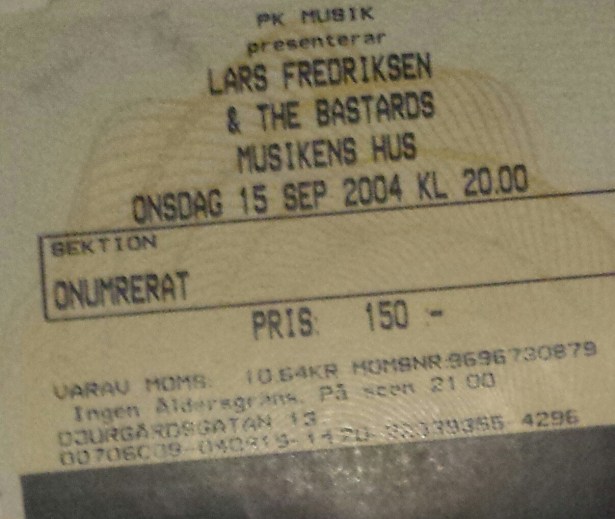 PK MUSIK
presenterar
LARS FREDRIKSEN
& THE BASTARDS
MUSIKENS HUS
ONSDAG 15 SEP 2004 KL 20.00
SEKTION
ONUMRERAT
PRIS: 150 :-
VARAV MOMS: 10.64KR MOMSNR:9696730879
Ingen åldersgräns. På scen 21.00
DJURGÅRDSGATAN 13
4296